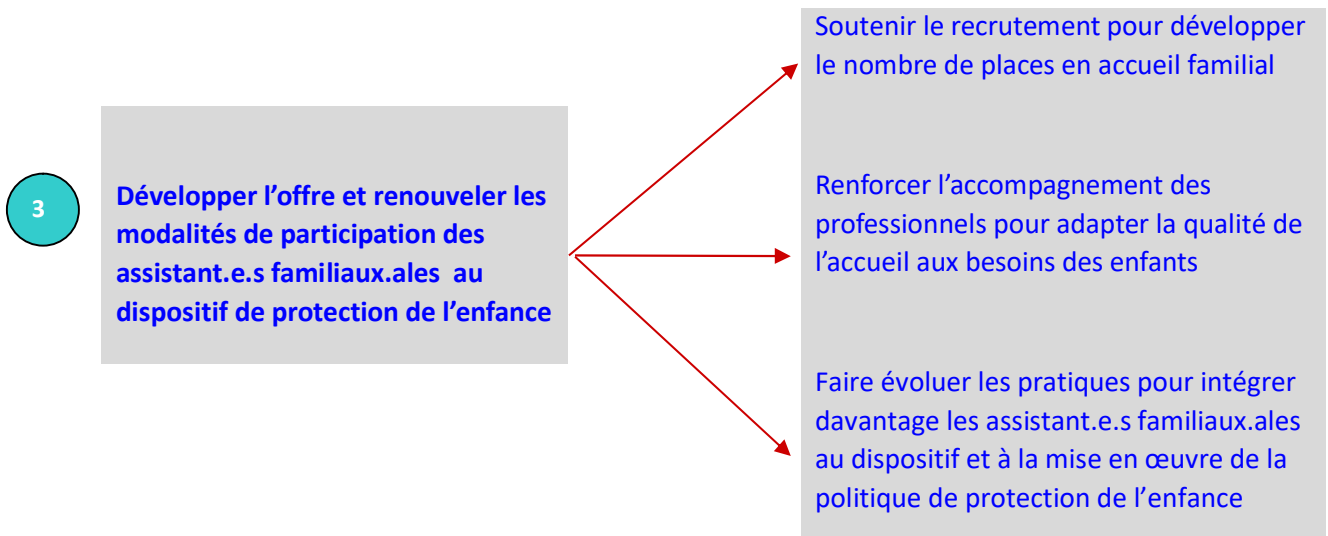 3
Développer l’offre et renouveler les
modalités de participation des
assistant.e.s familiaux.ales au
dispositif de protection de l’enfance
Soutenir le recrutement pour développer
le nombre de places en accueil familial
Renforcer l’accompagnement des
professionnels pour adapter la qualité de
l’accueil aux besoins des enfants
Faire évoluer les pratiques pour intégrer
davantage les assistant.e.s familiaux.ales
au dispositif et à la mise en œuvre de la
politique de protection de l’enfance